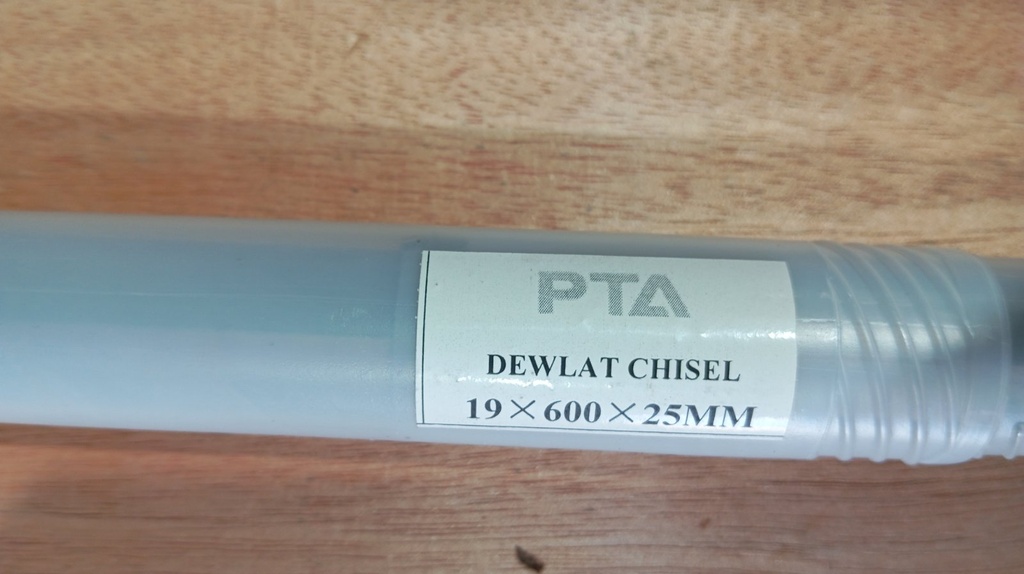 PTA
DEWLAT CHISEL
19×600×25MM